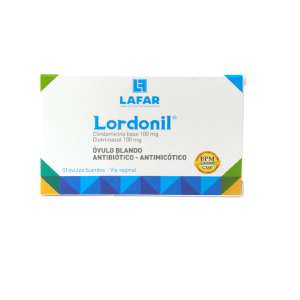 LAFAR
Lordonil®
Clindamicina base 100 mg
Clotrimazol 100 mg
ÓVULO BLANDO
ANTIBIÓTICO - ANTIMICÓTICO
10 óvulos blandos - Vía vaginal
BPM
GMP